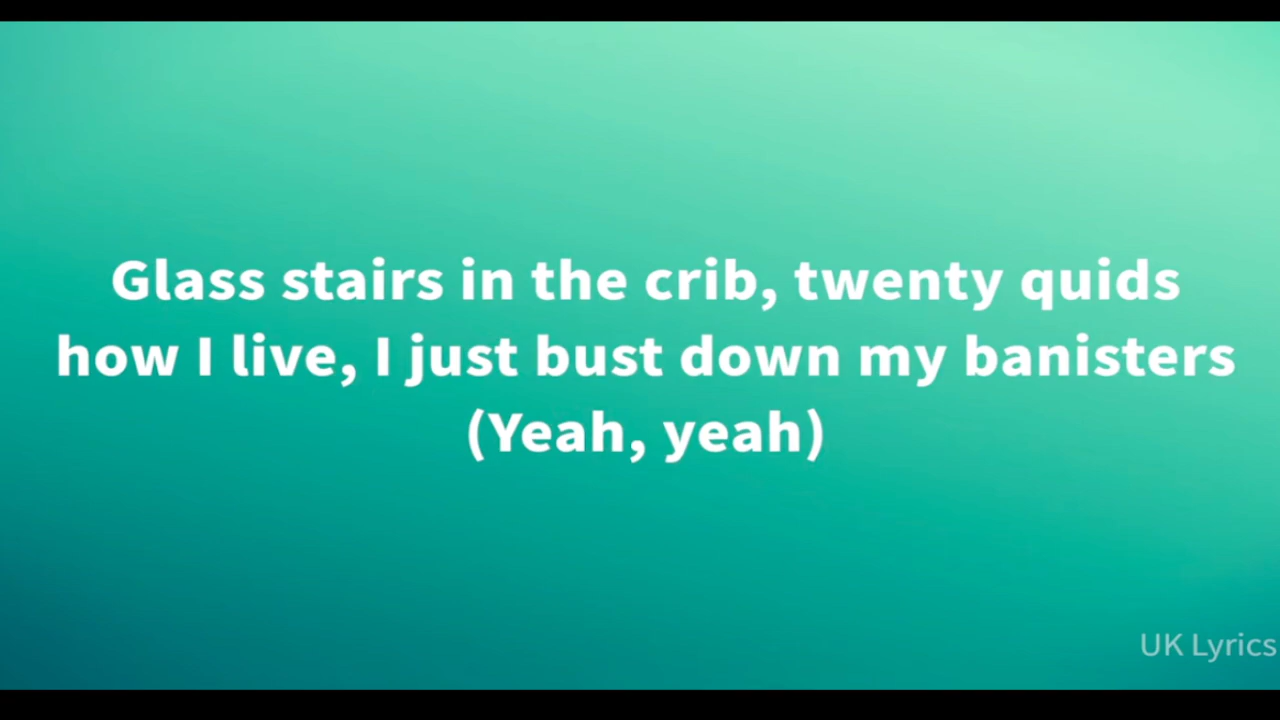 Glass stairs in the crib, twenty quids
how I live, I just bust down my banisters
(Yeah, yeah)
UK Lyrics